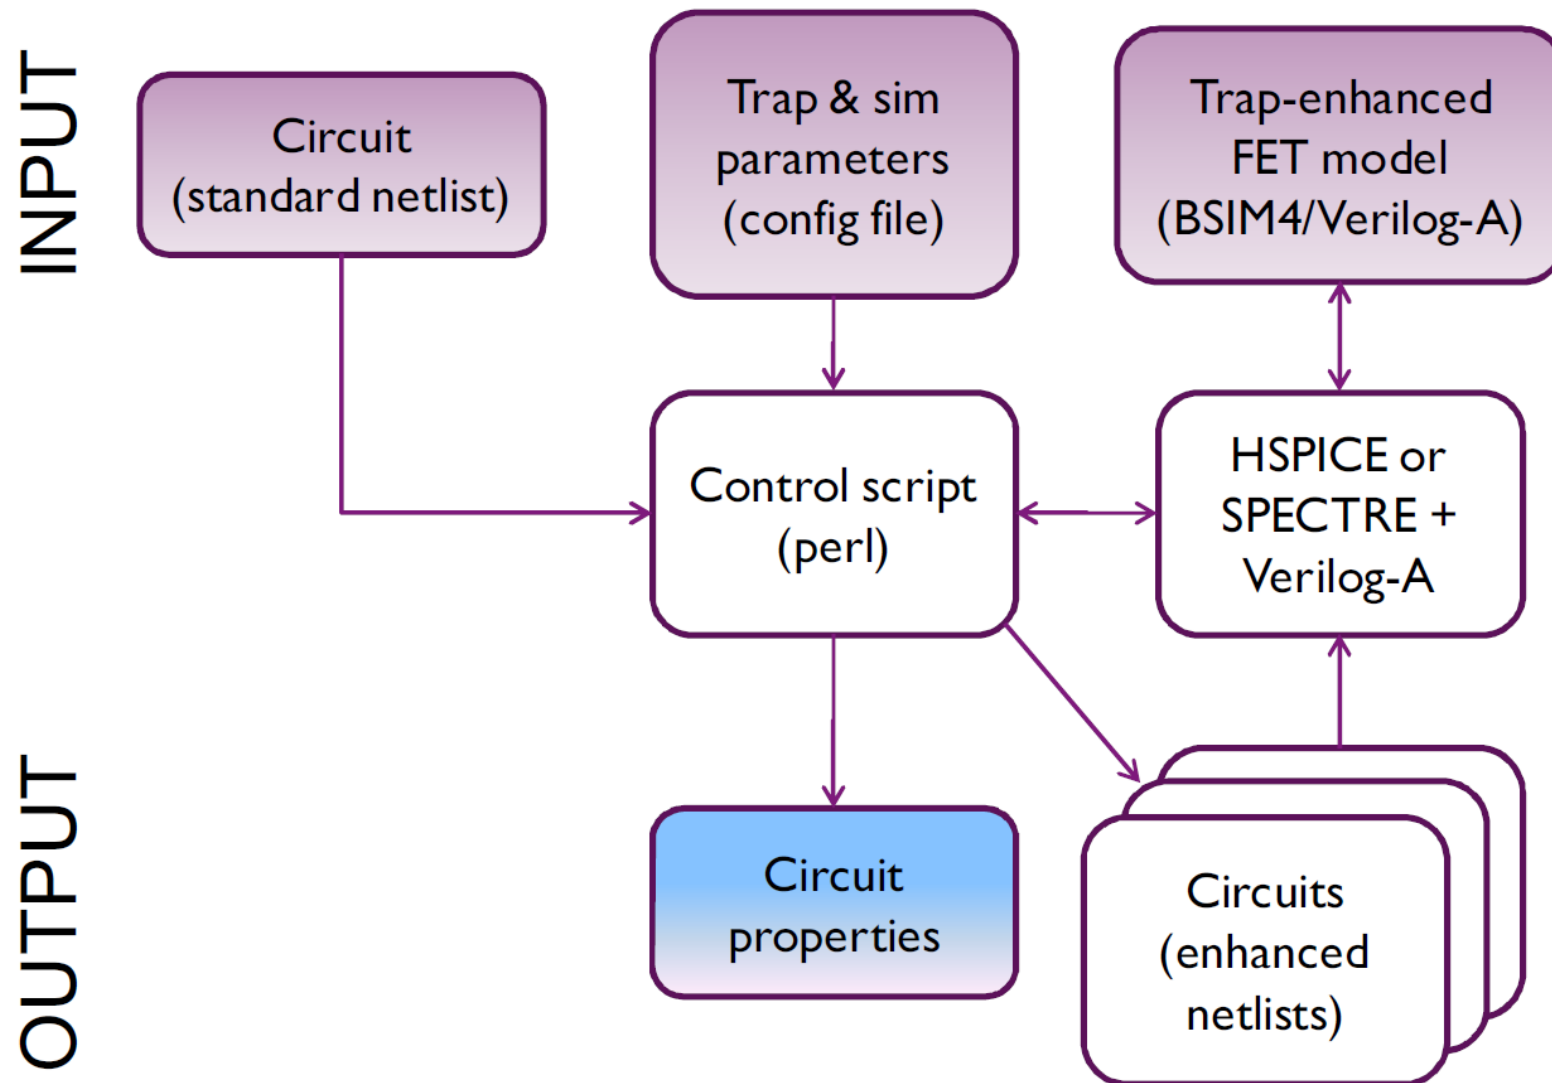 INPUT
Circuit
(standard netlist)
Trap & sim
parameters
(config file)
Trap-enhanced
FET model
(BSIM4/Verilog-A)
Control script
(perl)
HSPICE or
SPECTRE +
Verilog-A
OUTPUT
Circuit
properties
Circuits
(enhanced
netlists)